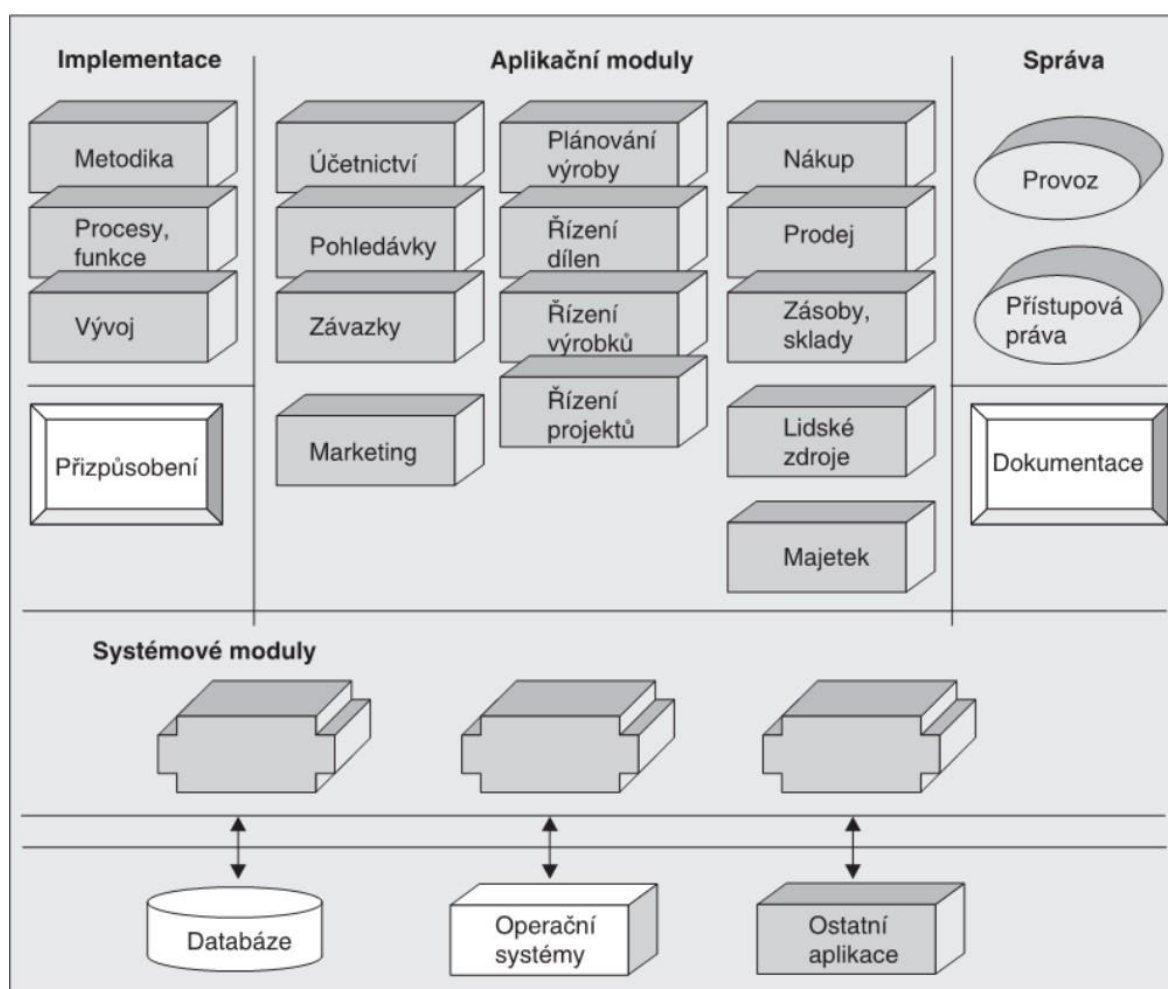 Implementace
Metodika
Procesy,
funkce
Vývoj
Přizpůsobení
Aplikační moduly
Účetnictví
Pohledávky
Závazky
Marketing
Plánování
výroby
Řízení
dílen
Řízení
výrobků
Řízení
projektů
Nákup
Prodej
Zásoby,
sklady
Lidské
zdroje
Majetek
Správa
Provoz
Přístupová
práva
Dokumentace
Systémové moduly
Databáze
Operační
systémy
Ostatní
aplikace